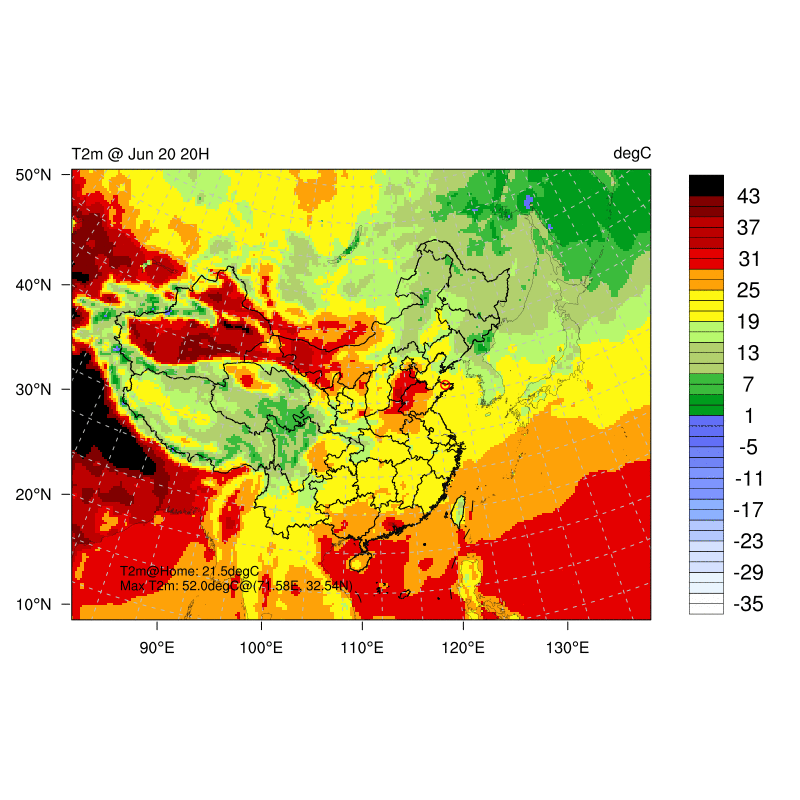 T2m @ Jun 20 20H
degC
50°N
40°N
30°N
20°N
10°N
90°E
100°E
110°E
120°E
130°E
T2m@Home: 21.5degC
Max T2m: 52.0degC@(71.58E, 32.54N)
43
37
31
25
19
13
7
1
-5
-11
-17
-23
-29
-35